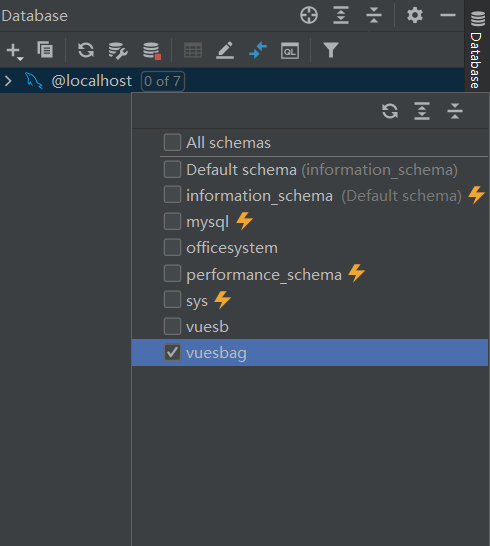 Database
QL
@localhost 0 of 7
All schemas
Default schema (information_schema)
information_schema (Default schema)
mysql
officesystem
performance_schema
sys
vuesb
vuesbag
Database